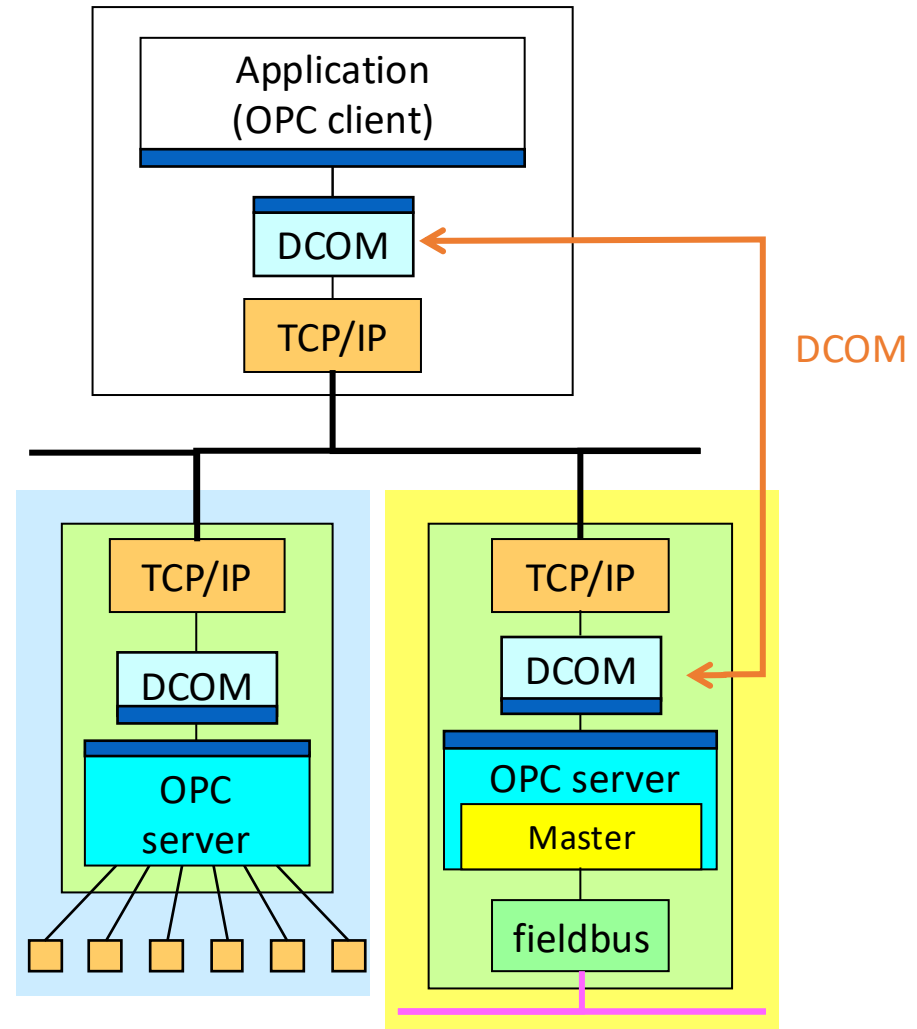 Application
(OPC client)
DCOM
TCP/IP
DCOM
TCP/IP
DCOM
OPC
server
TCP/IP
DCOM
OPC server
Master
fieldbus